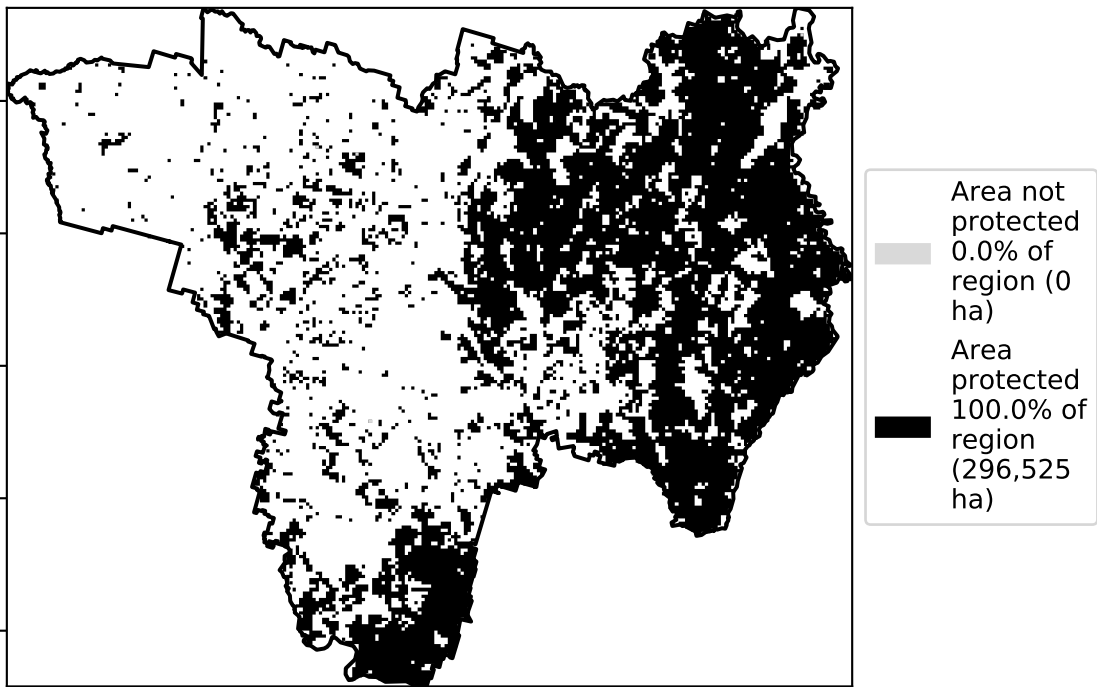 Area not
protected
0.0% of
region (0
ha)
Area
protected
100.0% of
region
(296,525
ha)